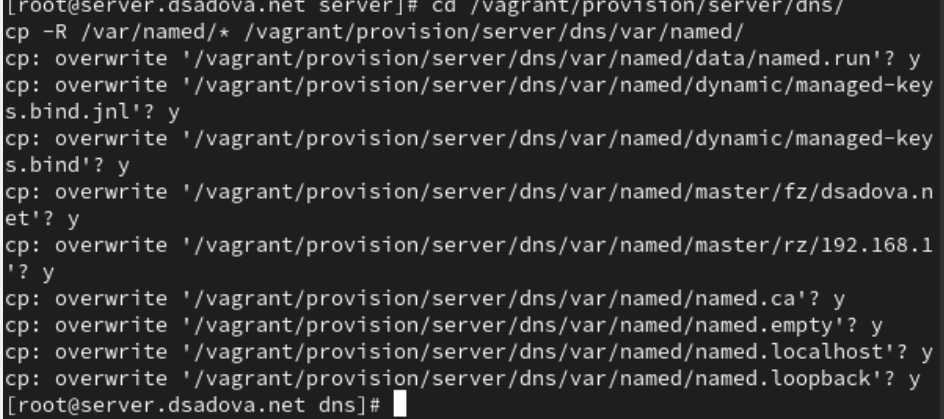 [root@server.dsadova.net server]# cd /vagrant/provision/server/dns/
cp -R /var/named/* /vagrant/provision/server/dns/var/named/
cp: overwrite '/vagrant/provision/server/dns/var/named/data/named.run'? y
cp: overwrite '/vagrant/provision/server/dns/var/named/dynamic/managed-key
s.bind.jnl'? y
cp: overwrite '/vagrant/provision/server/dns/var/named/dynamic/managed-key
s.bind'? y
cp: overwrite '/vagrant/provision/server/dns/var/named/master/fz/dsadova.n
et'? y
cp: overwrite '/vagrant/provision/server/dns/var/named/master/rz/192.168.1
'? y
cp: overwrite '/vagrant/provision/server/dns/var/named/named.ca'? y
cp: overwrite '/vagrant/provision/server/dns/var/named/named.empty'? y
cp: overwrite '/vagrant/provision/server/dns/var/named/named.localhost'? y
cp: overwrite '/vagrant/provision/server/dns/var/named/named.loopback'? y
[root@server.dsadova.net dns]#